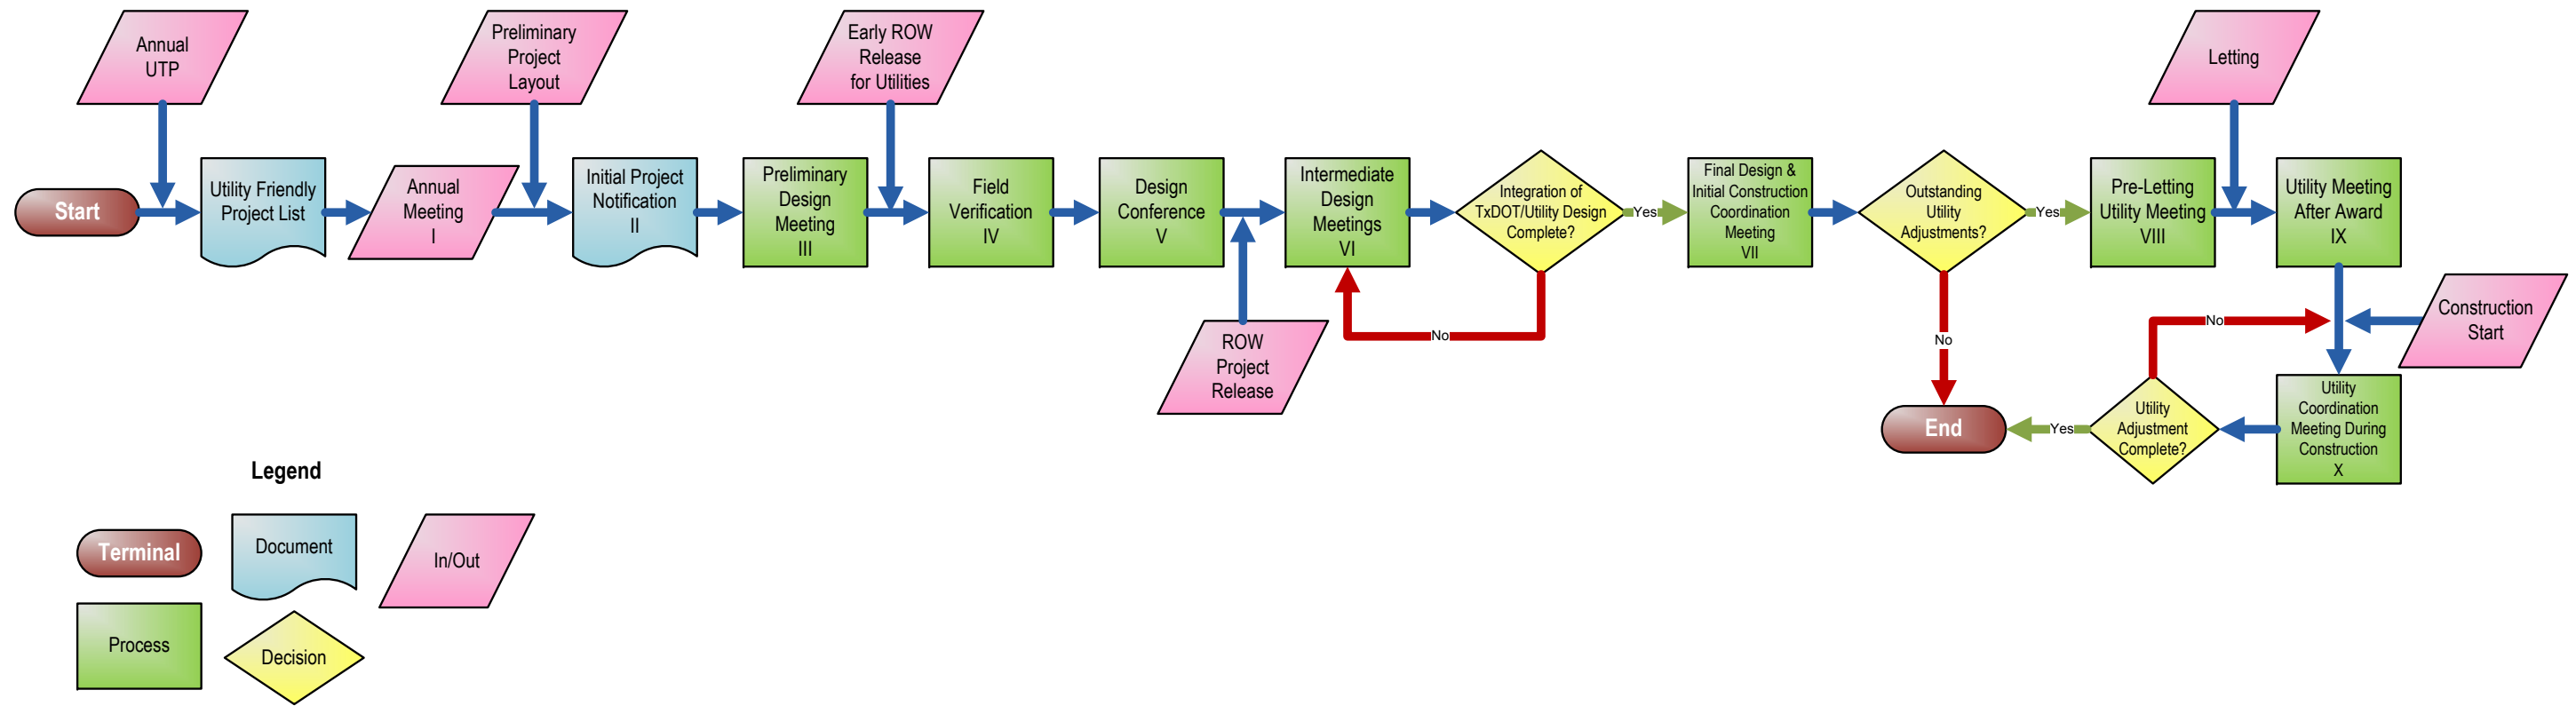 Annual
UTP
Preliminary
Project
Layout
Early ROW
Release
for Utilities
Letting
Start
Utility Friendly
Project List
Annual
Meeting
I
Initial Project
Notification
II
Preliminary
Design
Meeting
III
Field
Verification
IV
Design
Conference
V
Intermediate
Design
Meetings
VI
Integration of
TxDOT/Utility Design
Complete?
Yes
Final Design &
Initial Construction
Coordination
Meeting
VII
Outstanding
Utility
Adjustments?
Yes
Pre-Letting
Utility Meeting
VIII
Utility Meeting
After Award
IX
ROW
Project
Release
No
No
No
Construction
Start
End
Yes
Utility
Adjustment
Complete?
Utility
Coordination
Meeting During
Construction
X
Legend
Terminal
Document
In/Out
Process
Decision